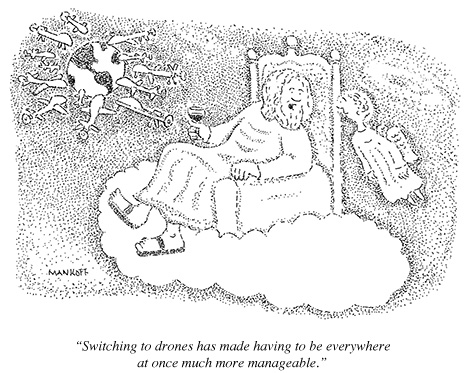 MANKOFF
“Switching to drones has made having to be everywhere
at once much more manageable.”